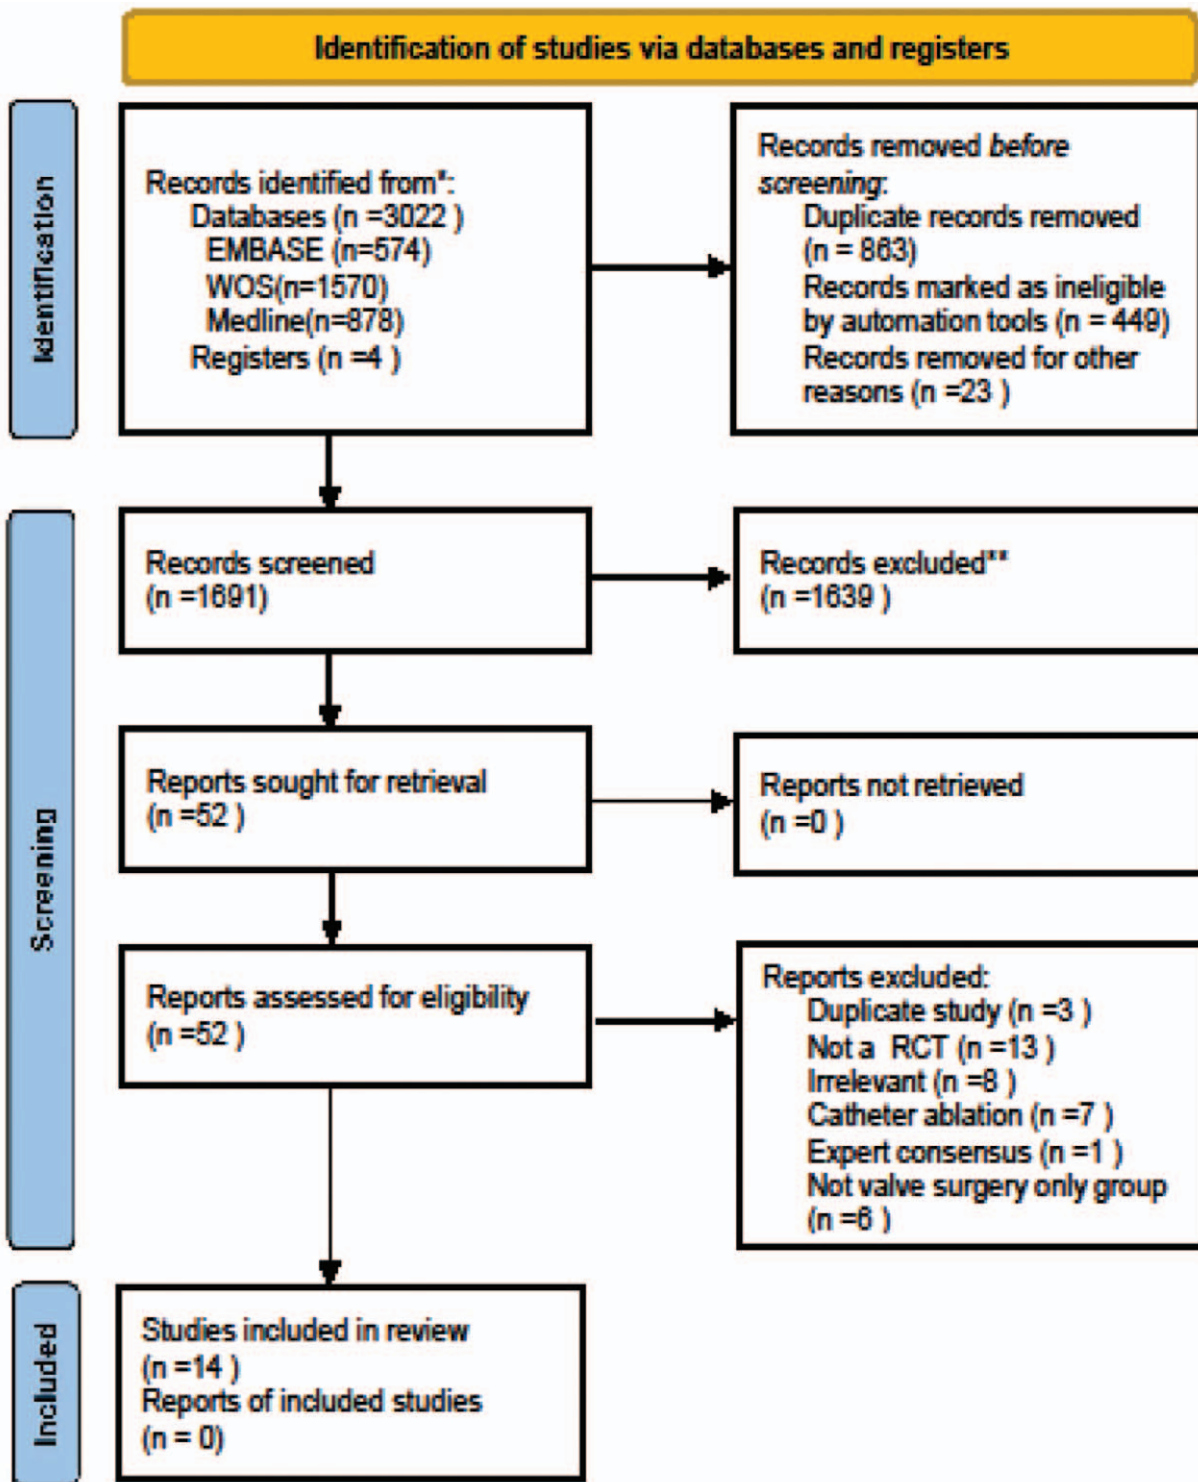 Identification of studies via databases and registers
Identification
Records identified from*:
Databases (n =3022 )
EMBASE (n=574)
WOS(n=1570)
Medline(n=878)
Registers (n =4 )
Records removed before
screening:
Duplicate records removed
(n = 863)
Records marked as ineligible
by automation tools (n = 449)
Records removed for other
reasons (n =23 )
Screening
Records screened
(n =1691)
Records excluded**
(n =1639 )
Reports sought for retrieval
(n =52 )
Reports not retrieved
(n =0 )
Reports assessed for eligibility
(n =52 )
Reports excluded:
Duplicate study (n =3 )
Not a RCT (n =13 )
Irrelevant (n =8 )
Catheter ablation (n =7 )
Expert consensus (n =1 )
Not valve surgery only group
(n =6 )
Included
Studies included in review
(n =14 )
Reports of included studies
(n = 0)